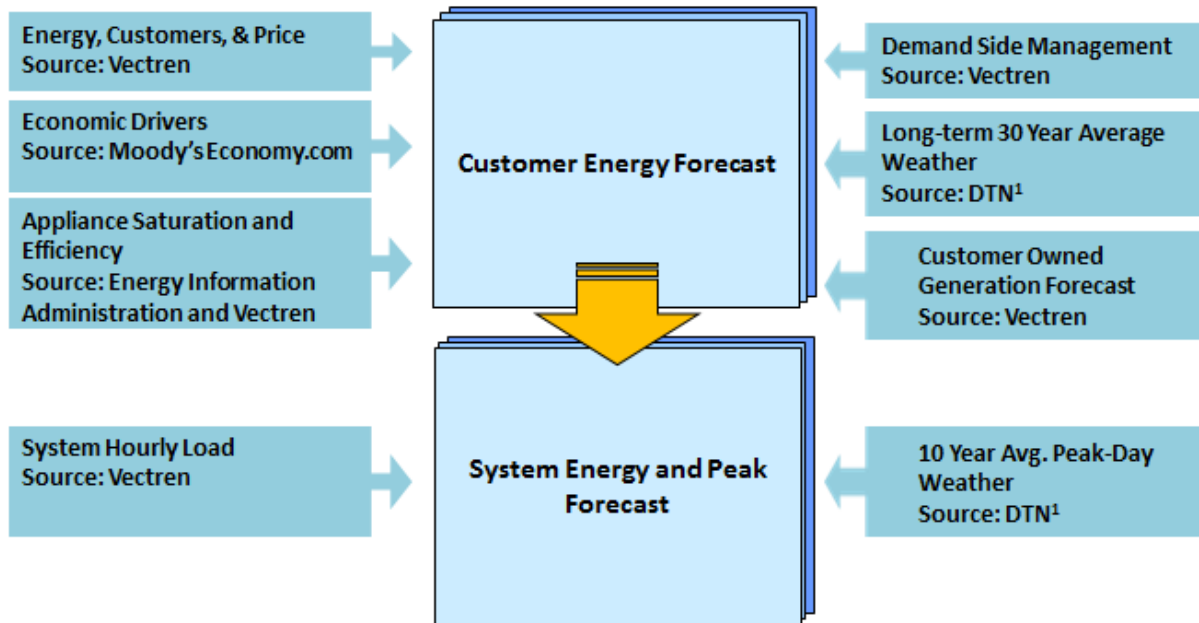 Energy, Customers, & Price
Source: Vectren
Economic Drivers
Source: Moody's Economy.com
Appliance Saturation and
Efficiency
Source: Energy Information
Administration and Vectren
Customer Energy Forecast
Demand Side Management
Source: Vectren
Long-term 30 Year Average
Weather
Source: DTN¹
Customer Owned
Generation Forecast
Source: Vectren
System Hourly Load
Source: Vectren
System Energy and Peak
Forecast
10 Year Avg. Peak-Day
Weather
Source: DTN¹